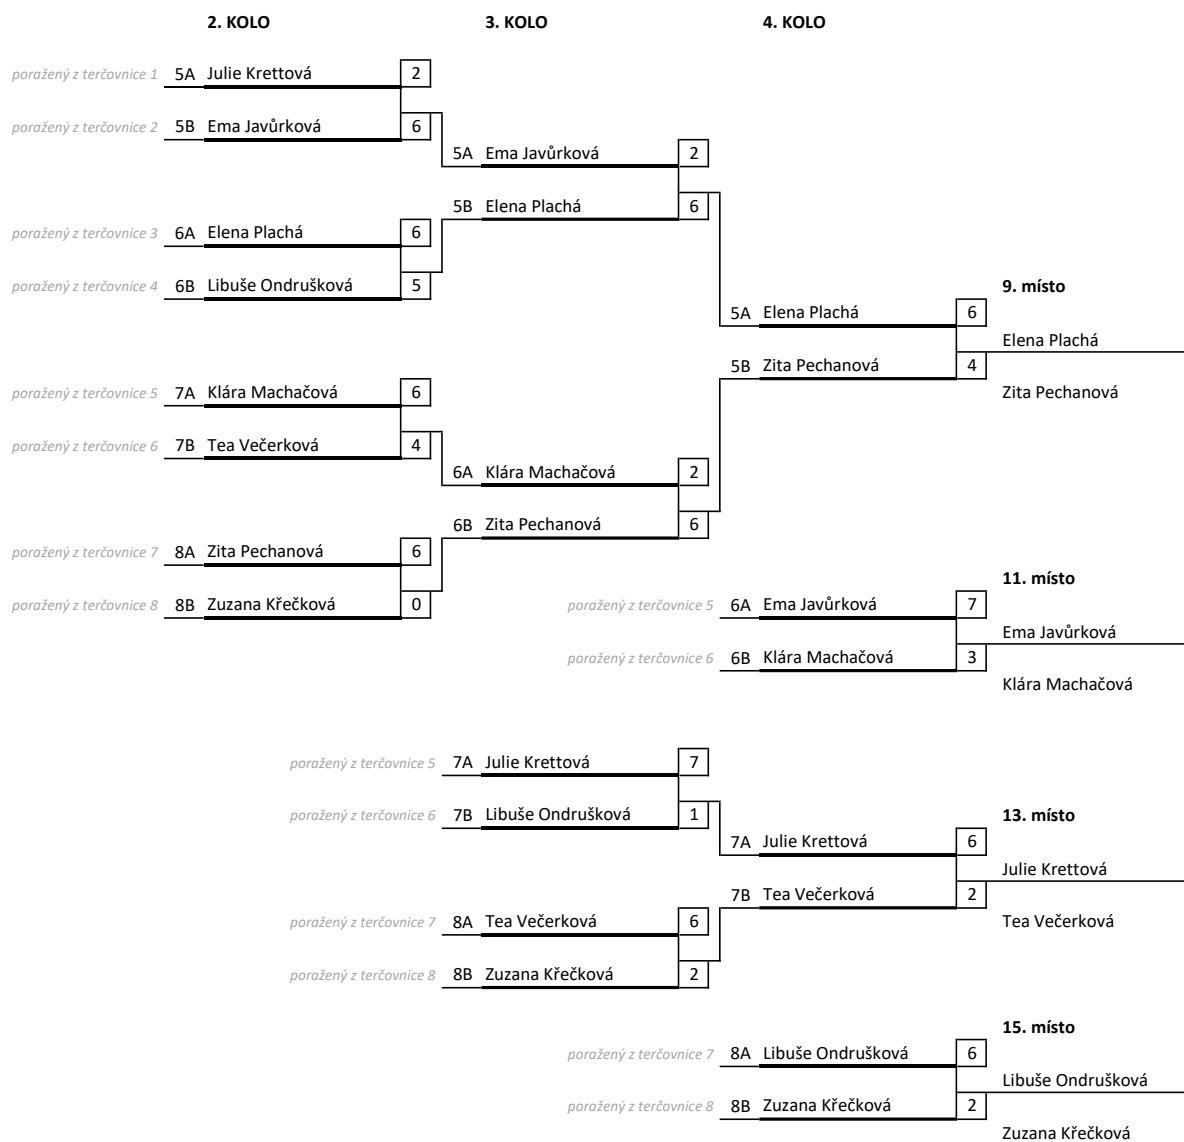 2. KOLO 3. KOLO 4. KOLO
poražený z terčovnice 1 5A Julie Krettová 2
poražený z terčovnice 2 5B Ema Javůrková 6
5A Ema Javůrková 2
5B Elena Plachá 6
poražený z terčovnice 3 6A Elena Plachá 6
poražený z terčovnice 4 6B Libuše Ondrušková 5
9. místo
5A Elena Plachá 6
Elena Plachá
5B Zita Pechanová 4
Zita Pechanová
poražený z terčovnice 5 7A Klára Machačová 6
poražený z terčovnice 6 7B Tea Večerková 4
6A Klára Machačová 2
6B Zita Pechanová 6
poražený z terčovnice 7 8A Zita Pechanová 6
poražený z terčovnice 8 8B Zuzana Křečková 0
11. místo
poražený z terčovnice 5 6A Ema Javůrková 7
Ema Javůrková
poražený z terčovnice 6 6B Klára Machačová 3
Klára Machačová
poražený z terčovnice 5 7A Julie Krettová 7
poražený z terčovnice 6 7B Libuše Ondrušková 1
13. místo
7A Julie Krettová 6
Julie Krettová
7B Tea Večerková 2
Tea Večerková
poražený z terčovnice 7 8A Tea Večerková 6
poražený z terčovnice 8 8B Zuzana Křečková 2
15. místo
poražený z terčovnice 7 8A Libuše Ondrušková 6
Libuše Ondrušková
poražený z terčovnice 8 8B Zuzana Křečková 2
Zuzana Křečková